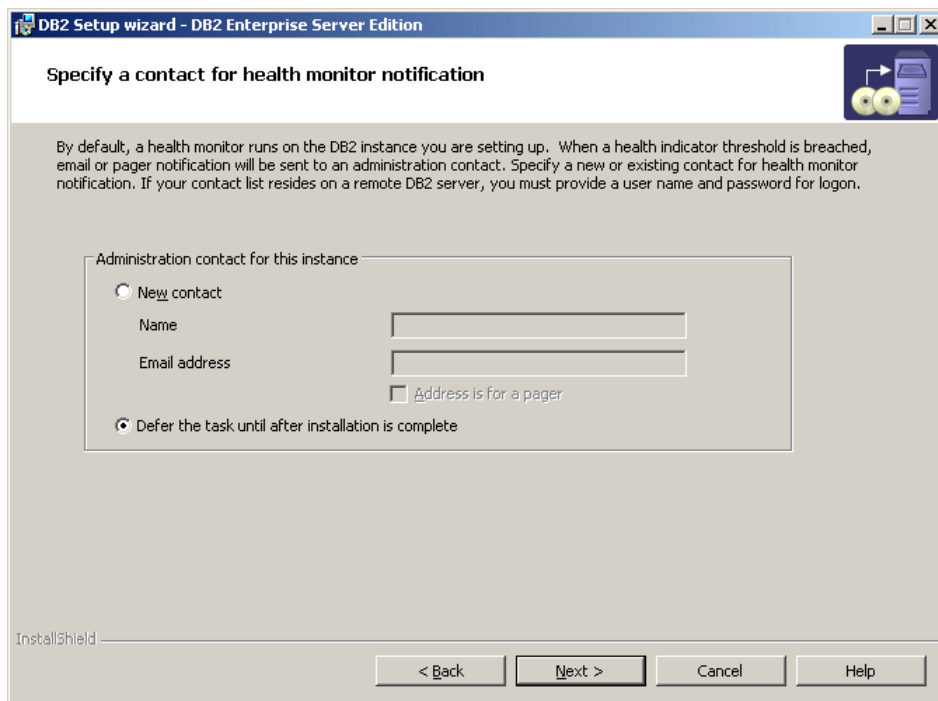 DB2 Setup wizard - DB2 Enterprise Server Edition
Specify a contact for health monitor notification
By default, a health monitor runs on the DB2 instance you are setting up. When a health indicator threshold is breached,
email or pager notification will be sent to an administration contact. Specify a new or existing contact for health monitor
notification. If your contact list resides on a remote DB2 server, you must provide a user name and password for logon.
Administration contact for this instance
New contact
Name
Email address
Address is for a pager
Defer the task until after installation is complete
InstallShield
< Back Next > Cancel Help